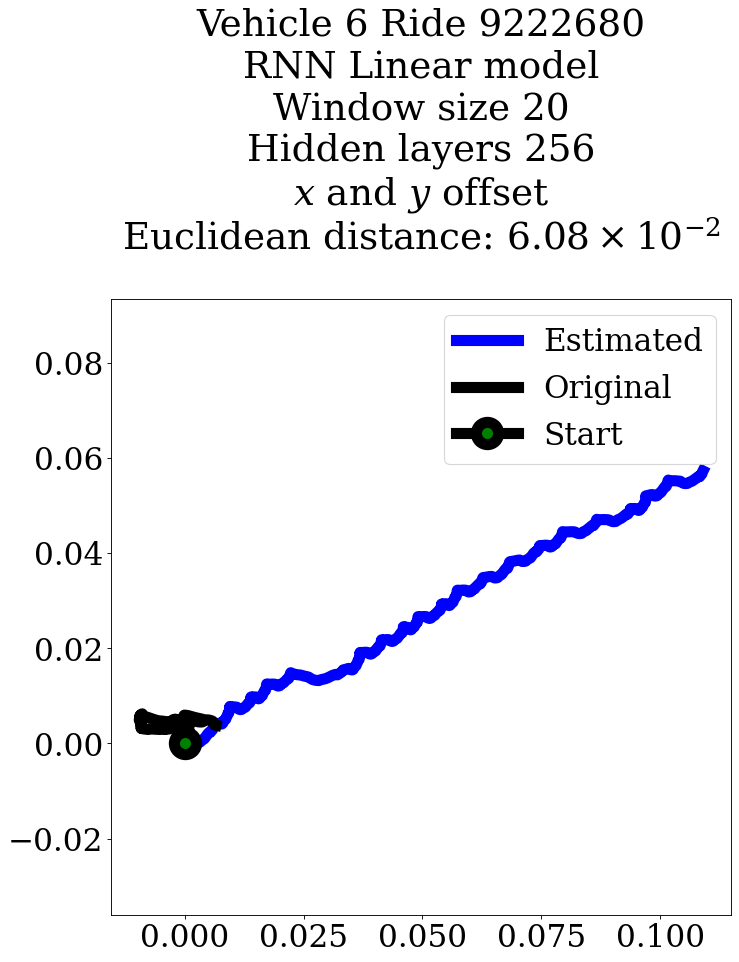 Vehicle 6 Ride 9222680
RNN Linear model
Window size 20
Hidden layers 256
x and y offset
Euclidean distance: 6.08 × 10⁻²
Estimated
Original
Start
0.08
0.06
0.04
0.02
0.00
−0.02
0.000 0.025 0.050 0.075 0.100